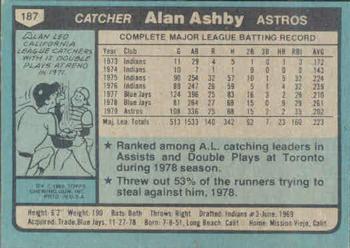 187
CATCHER Alan Ashby ASTROS
COMPLETE MAJOR LEAGUE BATTING RECORD
YEAR CLUB G AB R H 2B 3B HR RBI AVG
1973 Indians 11 29 4 5 1 0 1 3 .172
1974 Indians 10 7 1 1 0 0 0 0 .143
1975 Indians 90 254 32 57 10 1 5 32 .224
1976 Indians 89 247 26 59 5 1 4 32 .239
1977 Blue Jays 124 396 25 83 16 3 2 29 .210
1978 Blue Jays 81 264 27 69 15 0 9 29 .261
1979 Astros 108 336 25 68 15 2 2 35 .202
Maj. Lea. Totals 513 1533 140 342 62 7 23 160 .223
ALAN LED
CALIFORNIA
LEAGUE CATCHERS
WITH 12 DOUBLE
PLAYS AT RENO
IN 1971.
★ Ranked among A.L. catching leaders in
Assists and Double Plays at Toronto
during 1978 season.
★ Threw out 53% of the runners trying to
steal against him, 1978.
© 1980 TOPPS
CHEWING GUM, INC.
PRTD. IN U.S.A.
Height: 6'2" Weight: 190 Bats: Both Throws: Right Drafted: Indians #3-June, 1969
Acquired: Trade, Blue Jays, 11-27-78 Born: 7-8-51, Long Beach, Calif. Home: Mission Viejo, Calif.